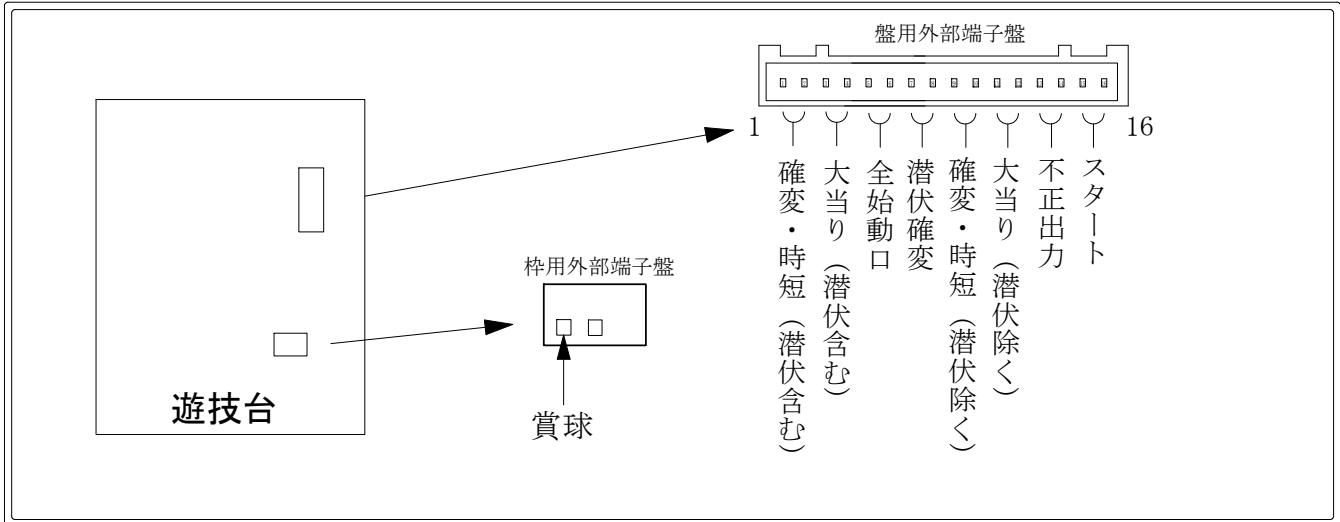 盤用外部端子盤
1
16
確変・時短（潜伏含む）
大当り（潜伏含む）
全始動口
潜伏確変
確変・時短（潜伏除く）
大当り（潜伏除く）
不正出力
スタート
枠用外部端子盤
賞球
遊技台